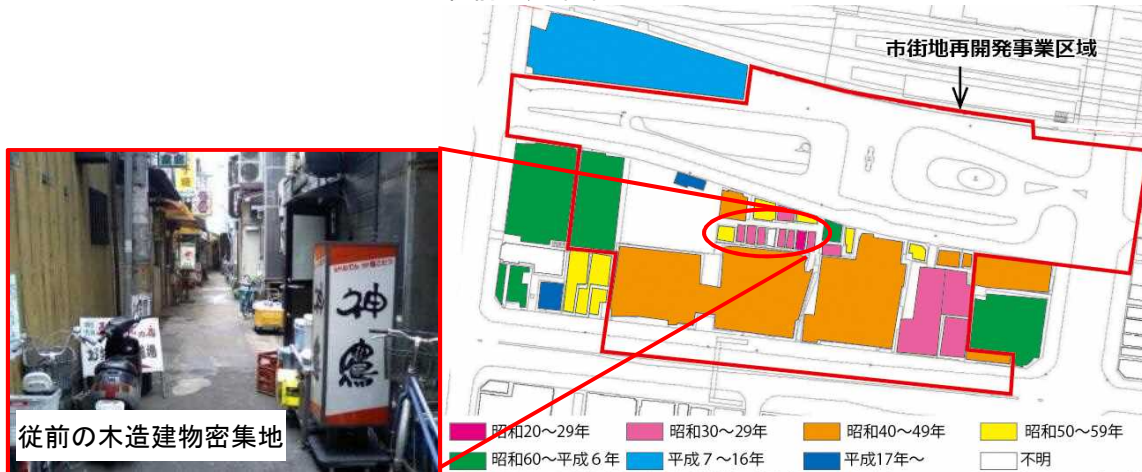 市街地再開発事業区域
神鷹
従前の木造建物密集地
昭和20～29年
昭和30～29年
昭和40～49年
昭和50～59年
昭和60～平成６年
平成７～16年
平成17年～
不明